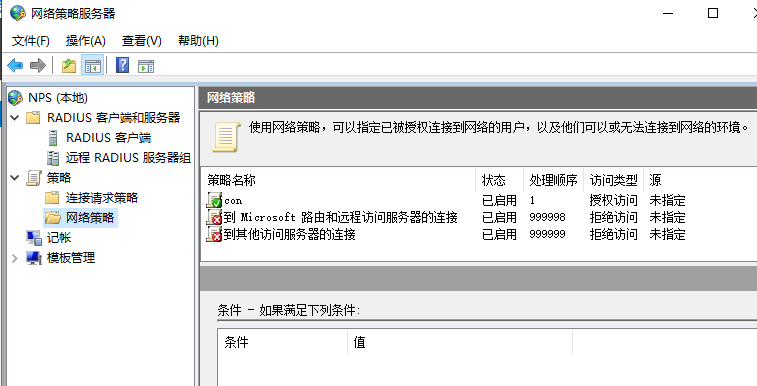 网络策略服务器
文件(F) 操作(A) 查看(V) 帮助(H)
NPS (本地)
RADIUS 客户端和服务器
RADIUS 客户端
远程 RADIUS 服务器组
策略
连接请求策略
网络策略
记帐
模板管理
网络策略
使用网络策略，可以指定已被授权连接到网络的用户，以及他们可以或无法连接到网络的环境。
策略名称 状态 处理顺序 访问类型 源
con 已启用 1 授权访问 未指定
到 Microsoft 路由和远程访问服务器的连接 已启用 999998 拒绝访问 未指定
到其他访问服务器的连接 已启用 999999 拒绝访问 未指定
条件 - 如果满足下列条件:
条件 值